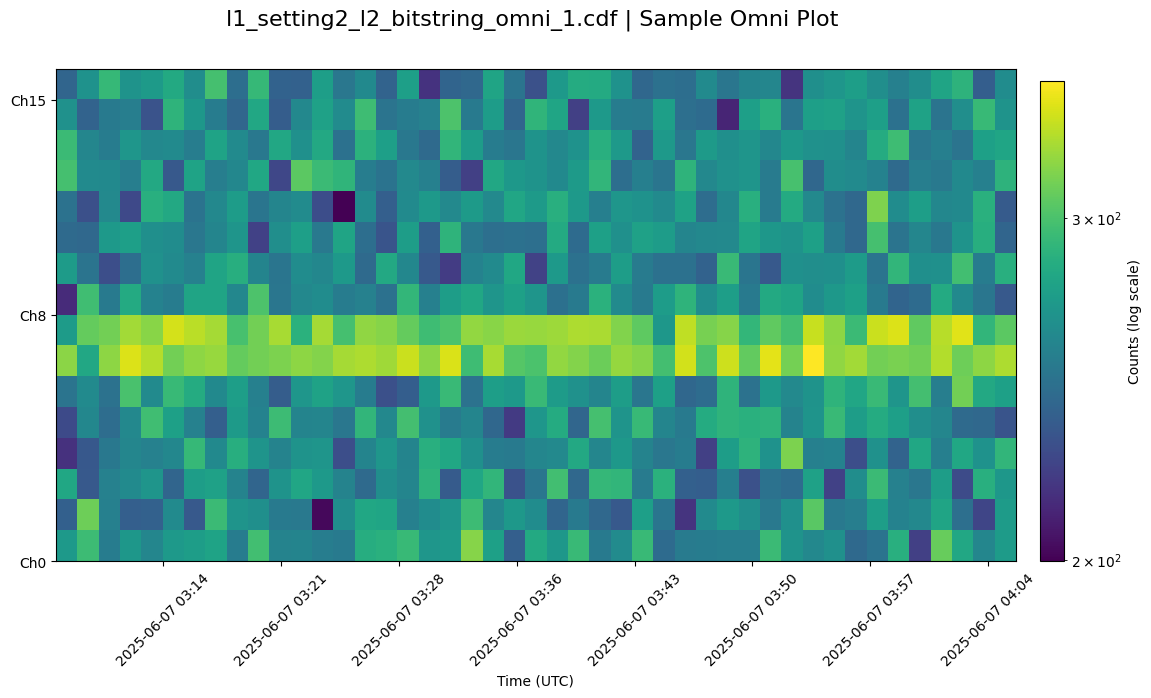 l1_setting2_l2_bitstring_omni_1.cdf | Sample Omni Plot
Ch15
Ch8
Ch0
2025-06-07 03:14
2025-06-07 03:21
2025-06-07 03:28
2025-06-07 03:36
2025-06-07 03:43
2025-06-07 03:50
2025-06-07 03:57
2025-06-07 04:04
Time (UTC)
3 × 10²
2 × 10²
Counts (log scale)